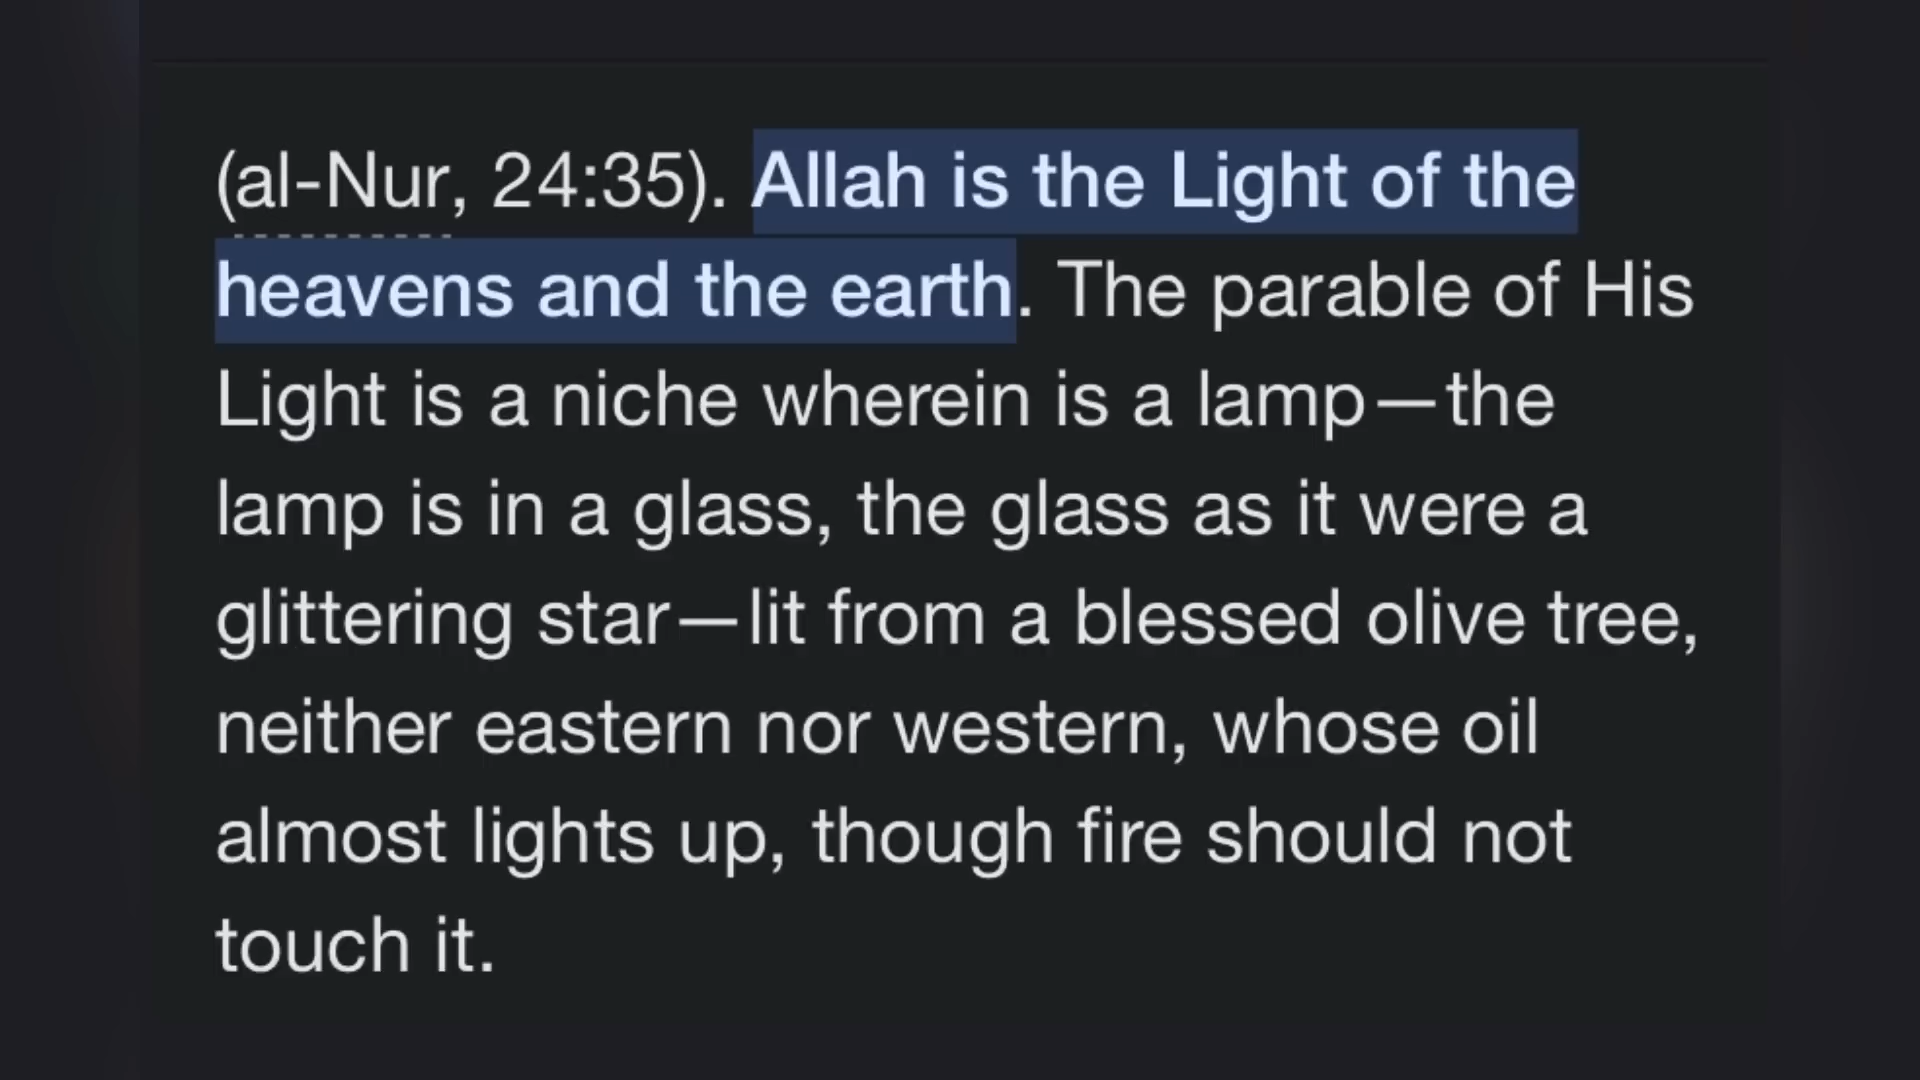 (al-Nur, 24:35). Allah is the Light of the
heavens and the earth. The parable of His
Light is a niche wherein is a lamp—the
lamp is in a glass, the glass as it were a
glittering star—lit from a blessed olive tree,
neither eastern nor western, whose oil
almost lights up, though fire should not
touch it.